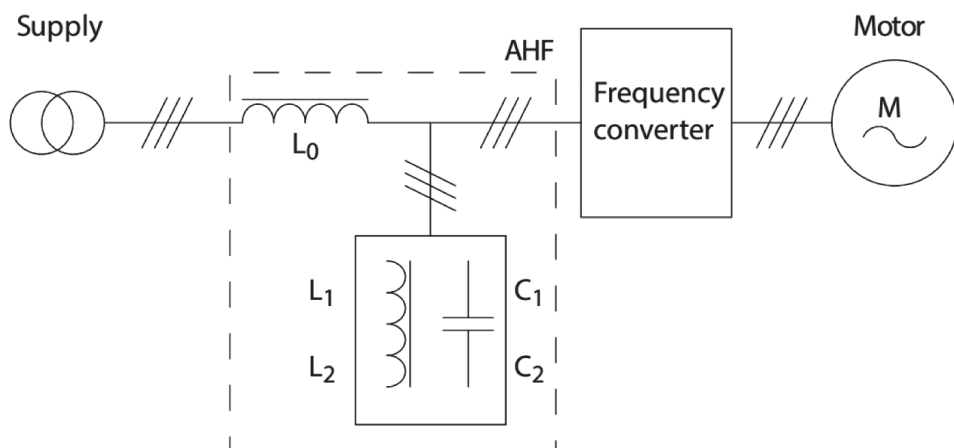 Supply
AHF
Motor
Frequency
converter
M
L₀
L₁
C₁
L₂
C₂